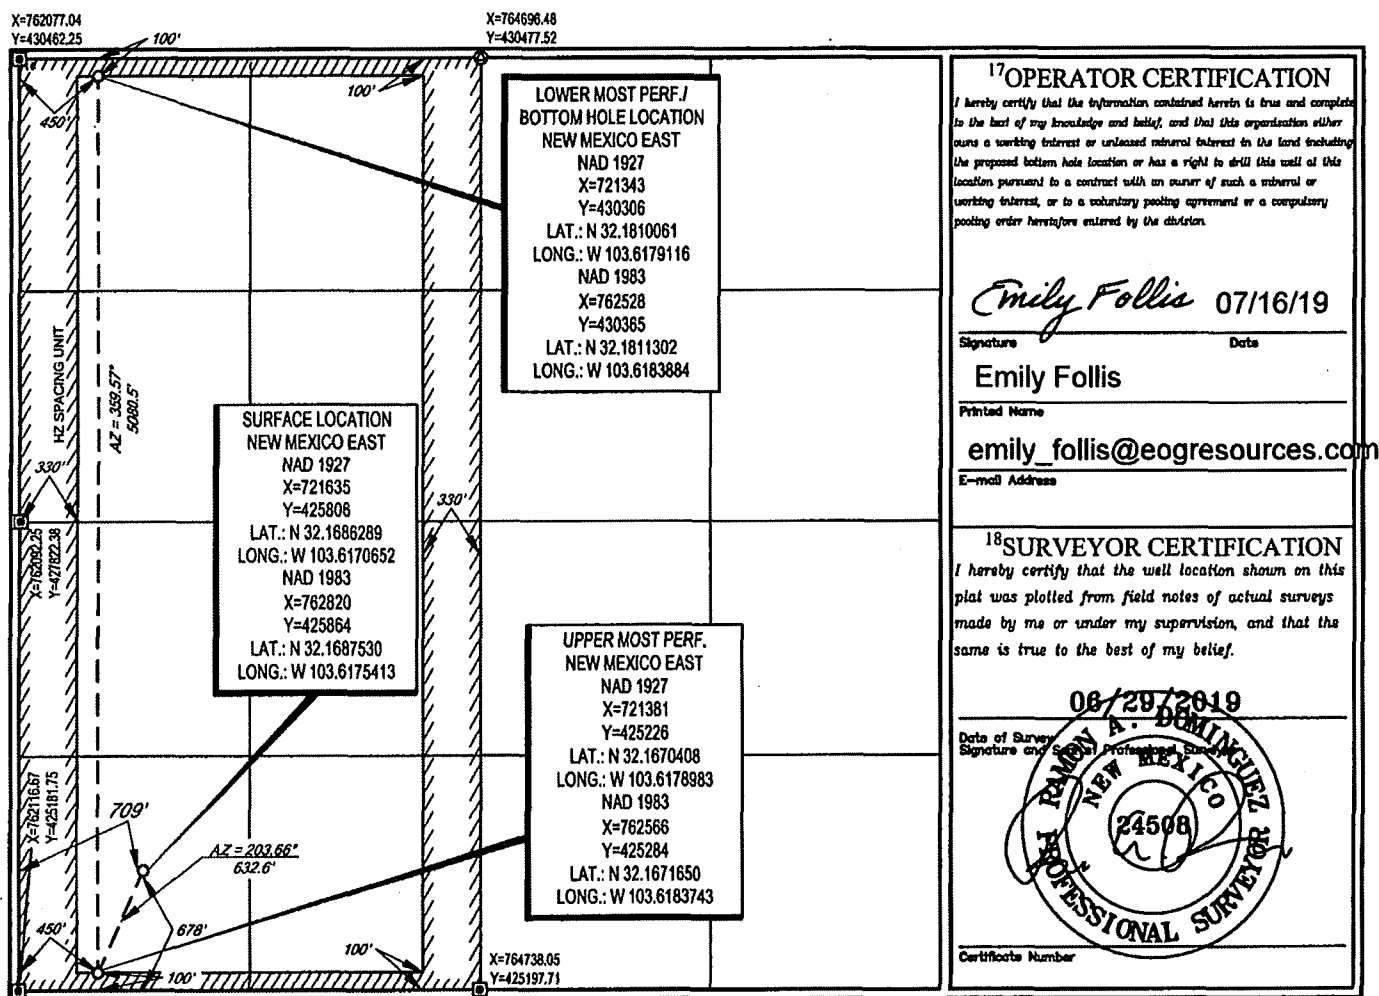 X=762077.04
Y=430462.25
X=764696.48
Y=430477.52
100'
100'
450'
LOWER MOST PERF./
BOTTOM HOLE LOCATION
NEW MEXICO EAST
NAD 1927
X=721343
Y=430306
LAT.: N 32.1810061
LONG.: W 103.6179116
NAD 1983
X=762528
Y=430365
LAT.: N 32.1811302
LONG.: W 103.6183884
HZ SPACING UNIT
AZ = 359.57°
5080.5'
330'
330'
X=762092.25
Y=427822.38
SURFACE LOCATION
NEW MEXICO EAST
NAD 1927
X=721635
Y=425806
LAT.: N 32.1686289
LONG.: W 103.6170652
NAD 1983
X=762820
Y=425864
LAT.: N 32.1687530
LONG.: W 103.6175413
UPPER MOST PERF.
NEW MEXICO EAST
NAD 1927
X=721381
Y=425226
LAT.: N 32.1670408
LONG.: W 103.6178983
NAD 1983
X=762566
Y=425284
LAT.: N 32.1671650
LONG.: W 103.6183743
X=762116.67
Y=425181.75
709'
AZ = 203.66°
632.6'
678'
450'
100'
100'
X=764738.05
Y=425197.71
17 OPERATOR CERTIFICATION
I hereby certify that the information contained herein is true and complete
to the best of my knowledge and belief, and that this organization either
owns a working interest or unleased mineral interest in the land including
the proposed bottom hole location or has a right to drill this well at this
location pursuant to a contract with an owner of such a mineral or
working interest, or to a voluntary pooling agreement or a compulsory
pooling order heretofore entered by the division.
Emily Follis 07/16/19
Signature Date
Emily Follis
Printed Name
emily_follis@eogresources.com
E-mail Address
18 SURVEYOR CERTIFICATION
I hereby certify that the well location shown on this
plat was plotted from field notes of actual surveys
made by me or under my supervision, and that the
same is true to the best of my belief.
06/29/2019
Date of Survey
Signature and Seal of Professional Surveyor
RAMON A. DOMINGUEZ
NEW MEXICO
24508
PROFESSIONAL SURVEYOR
Certificate Number